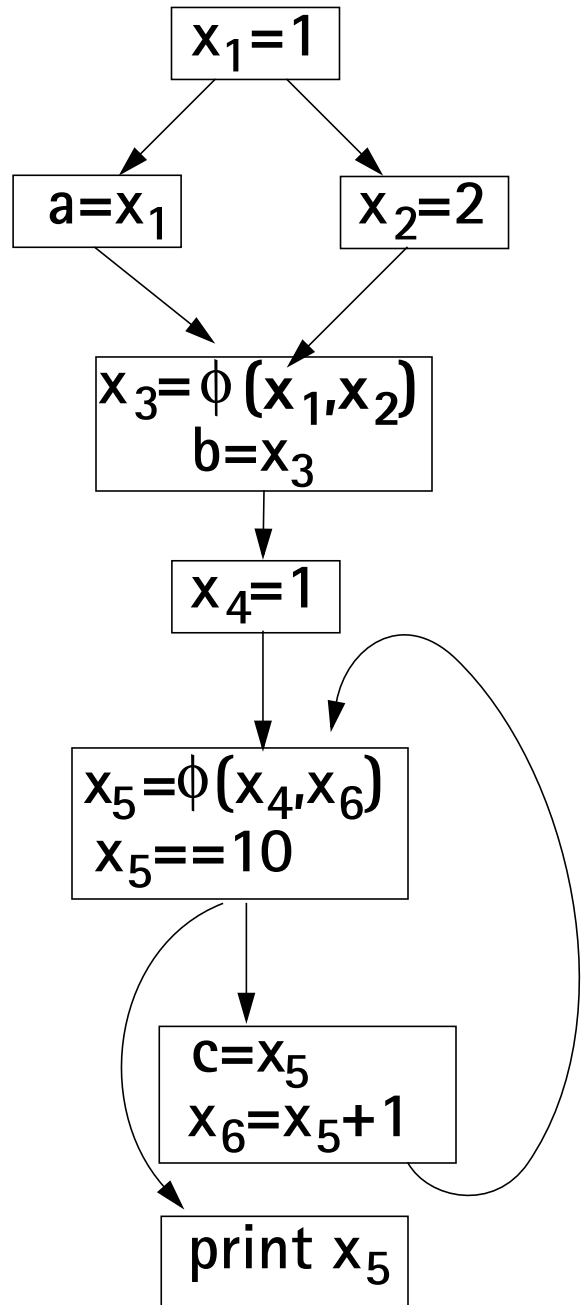 x₁=1
a=x₁
x₂=2
x₃=ϕ(x₁,x₂)
b=x₃
x₄=1
x₅=ϕ(x₄,x₆)
x₅==10
c=x₅
x₆=x₅+1
print x₅